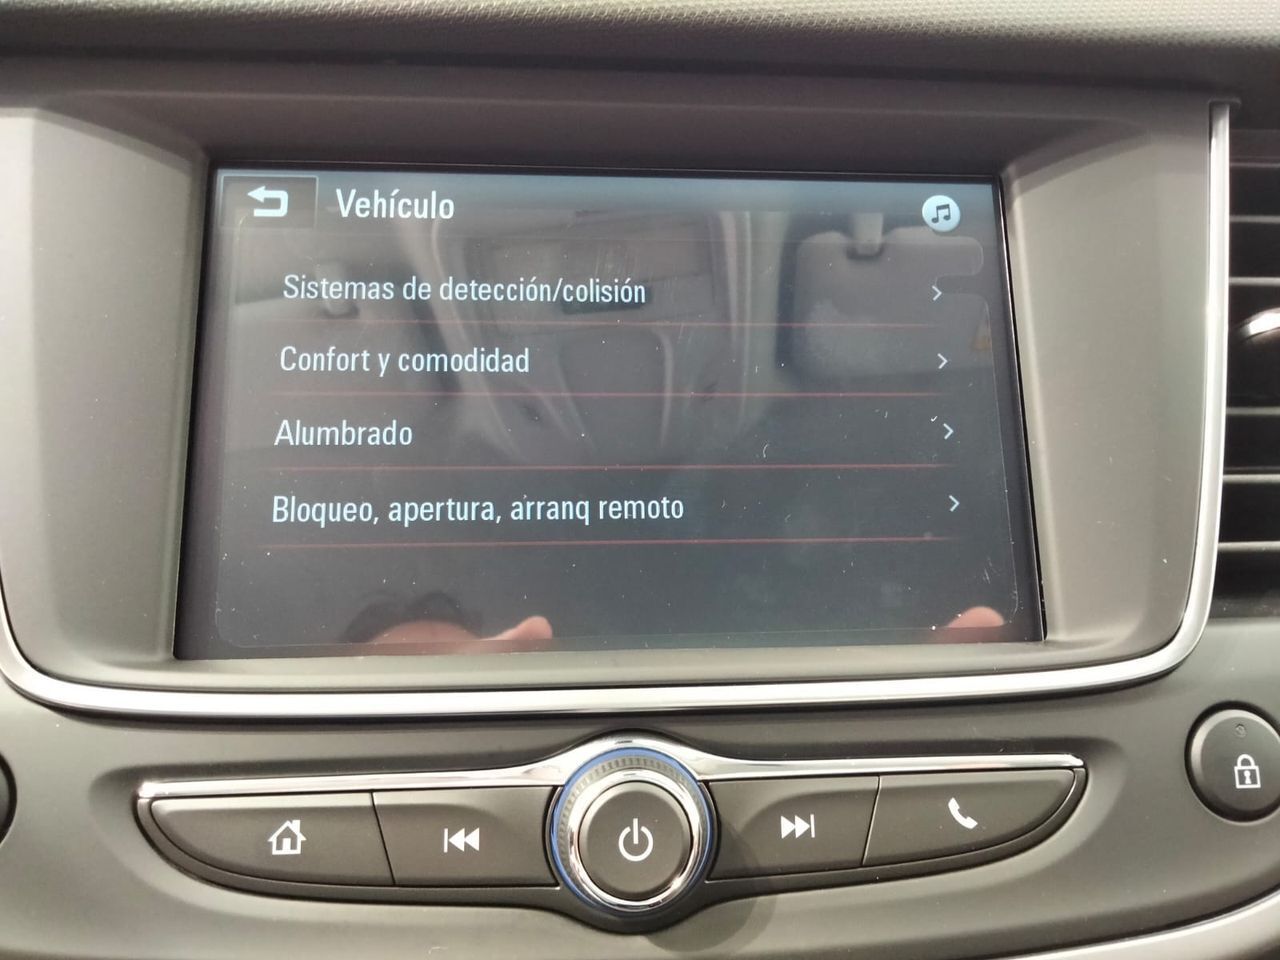 Vehículo
Sistemas de detección/colisión
Confort y comodidad
Alumbrado
Bloqueo, apertura, arranq remoto